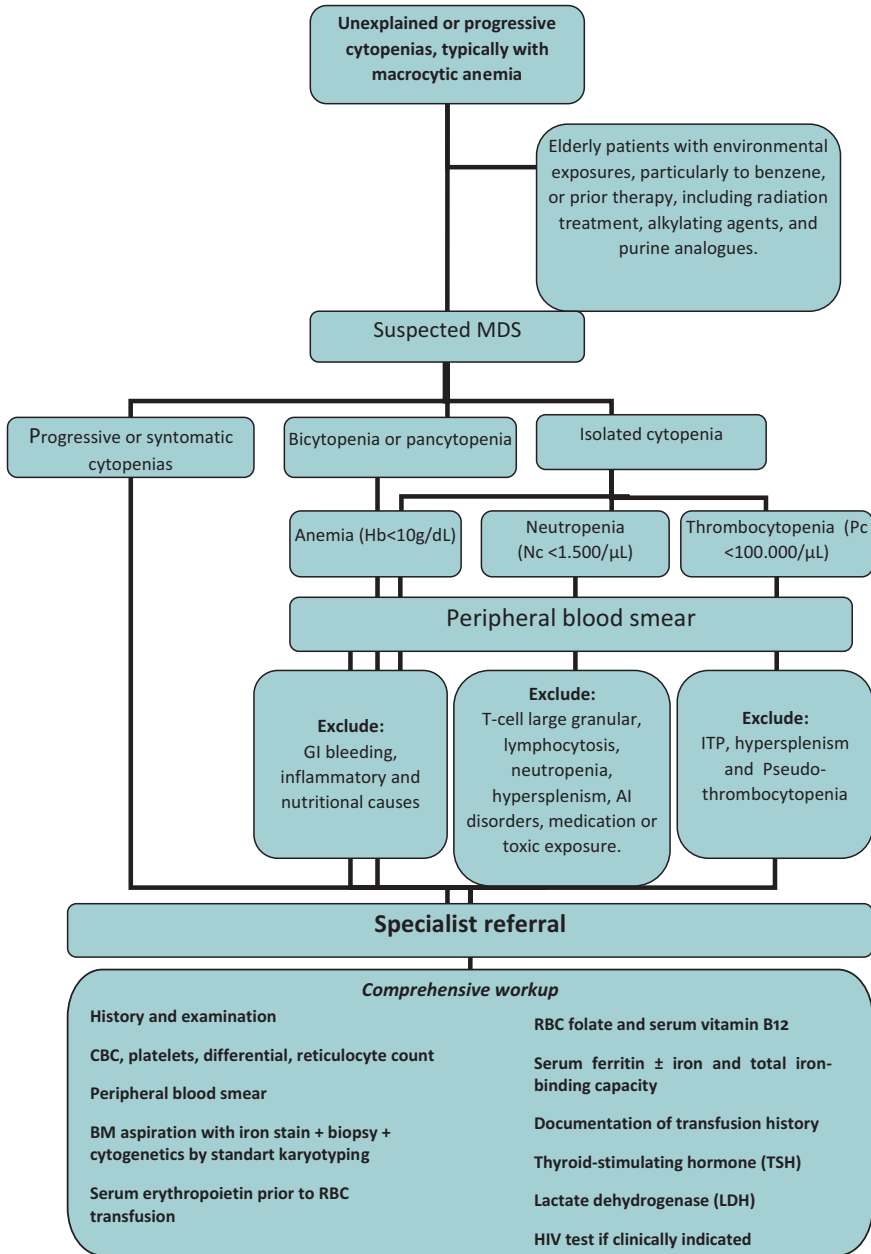 Unexplained or progressive
cytopenias, typically with
macrocytic anemia
Elderly patients with environmental
exposures, particularly to benzene,
or prior therapy, including radiation
treatment, alkylating agents, and
purine analogues.
Suspected MDS
Progressive or syntomatic
cytopenias
Bicytopenia or pancytopenia
Isolated cytopenia
Anemia (Hb<10g/dL)
Neutropenia
(Nc <1.500/µL)
Thrombocytopenia (Pc
<100.000/µL)
Peripheral blood smear
Exclude:
GI bleeding,
inflammatory and
nutritional causes
Exclude:
T-cell large granular,
lymphocytosis,
neutropenia,
hypersplenism, AI
disorders, medication or
toxic exposure.
Exclude:
ITP, hypersplenism
and Pseudo-
thrombocytopenia
Specialist referral
Comprehensive workup
History and examination
CBC, platelets, differential, reticulocyte count
Peripheral blood smear
BM aspiration with iron stain + biopsy +
cytogenetics by standart karyotyping
Serum erythropoietin prior to RBC
transfusion
RBC folate and serum vitamin B12
Serum ferritin ± iron and total iron-
binding capacity
Documentation of transfusion history
Thyroid-stimulating hormone (TSH)
Lactate dehydrogenase (LDH)
HIV test if clinically indicated